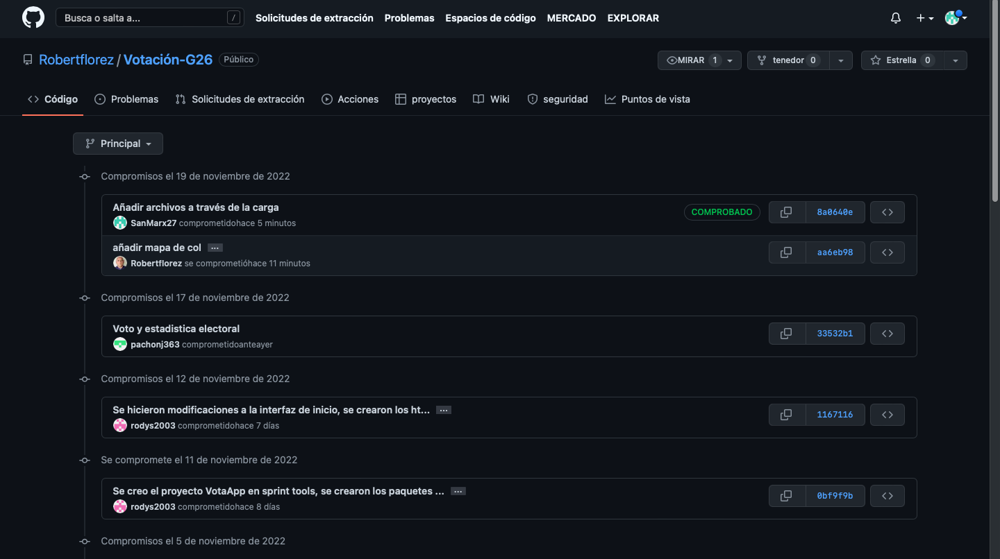 Busca o salta a... / Solicitudes de extracción Problemas Espacios de código MERCADO EXPLORAR
Robertflorez / Votación-G26 Público MIRAR 1 tenedor 0 Estrella 0
Código Problemas Solicitudes de extracción Acciones proyectos Wiki seguridad Puntos de vista
Principal
Compromisos el 19 de noviembre de 2022
Añadir archivos a través de la carga
SanMarx27 comprometidohace 5 minutos COMPROBADO 8a0640e
añadir mapa de col ...
Robertflorez se comprometióhace 11 minutos aa6eb98
Compromisos el 17 de noviembre de 2022
Voto y estadistica electoral
pachonj363 comprometidoanteayer 33532b1
Compromisos el 12 de noviembre de 2022
Se hicieron modificaciones a la interfaz de inicio, se crearon los ht... ...
rodys2003 comprometidohace 7 días 1167116
Se compromete el 11 de noviembre de 2022
Se creo el proyecto VotaApp en sprint tools, se crearon los paquetes ... ...
rodys2003 comprometidohace 8 días 0bf9f9b
Compromisos el 5 de noviembre de 2022